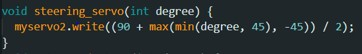 void steering_servo(int degree) {
  myservo2.write((90 + max(min(degree, 45), -45)) / 2);
}